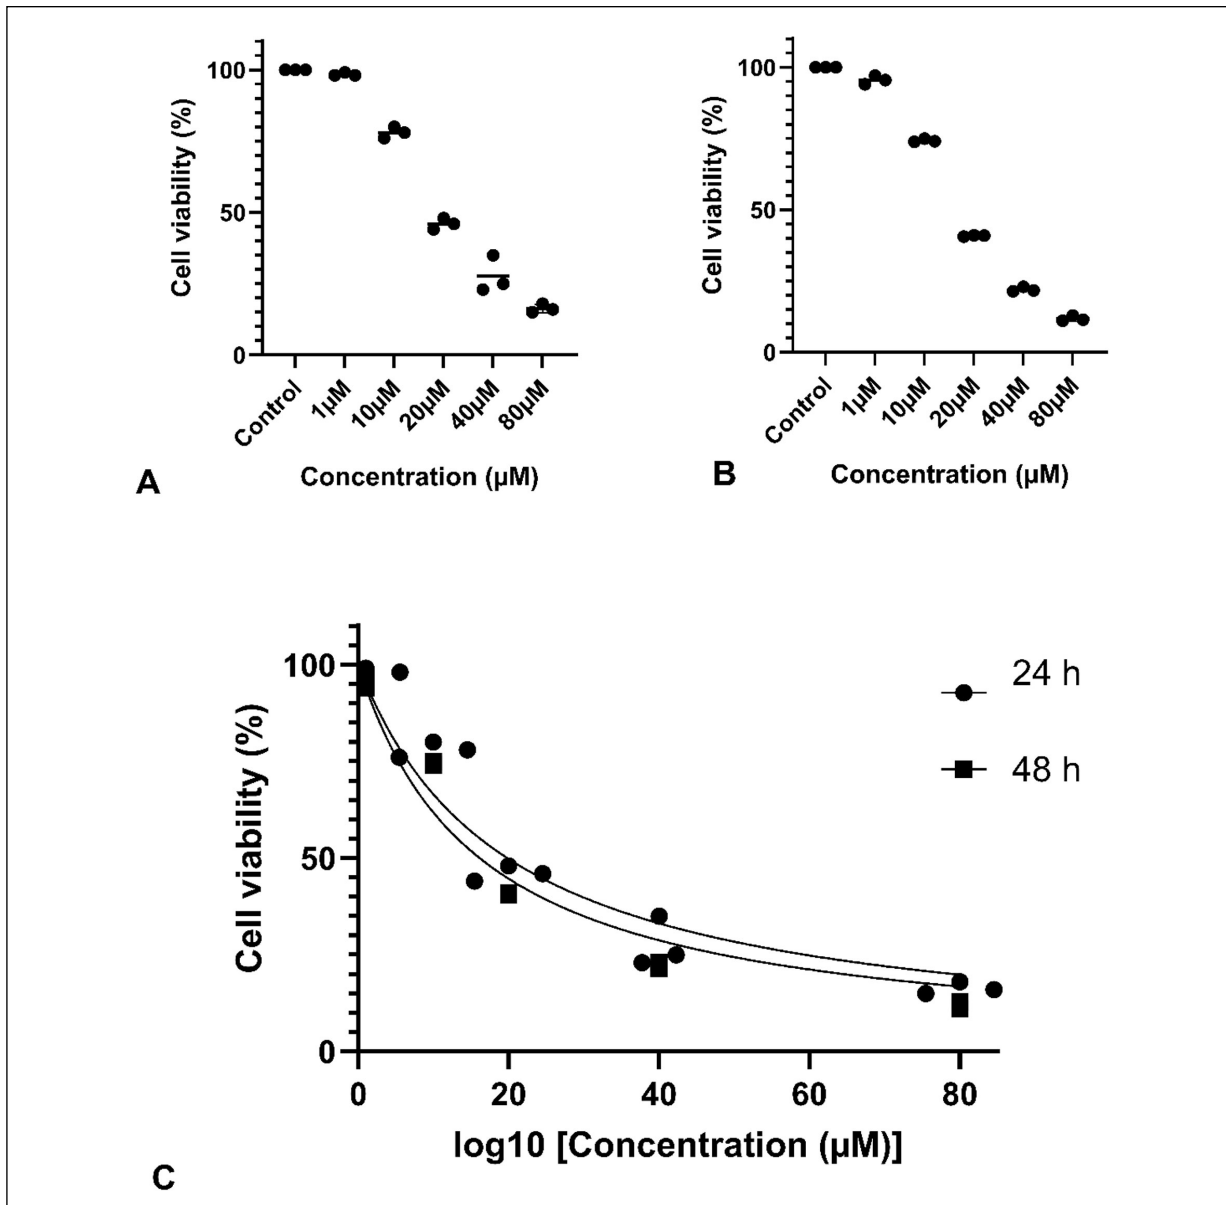 Cell viability (%)
100
50
0
Control
1µM
10µM
20µM
40µM
80µM
Concentration (µM)
A
Cell viability (%)
100
50
0
Control
1µM
10µM
20µM
40µM
80µM
Concentration (µM)
B
Cell viability (%)
100
50
0
0
20
40
60
80
log10 [Concentration (µM)]
24 h
48 h
C